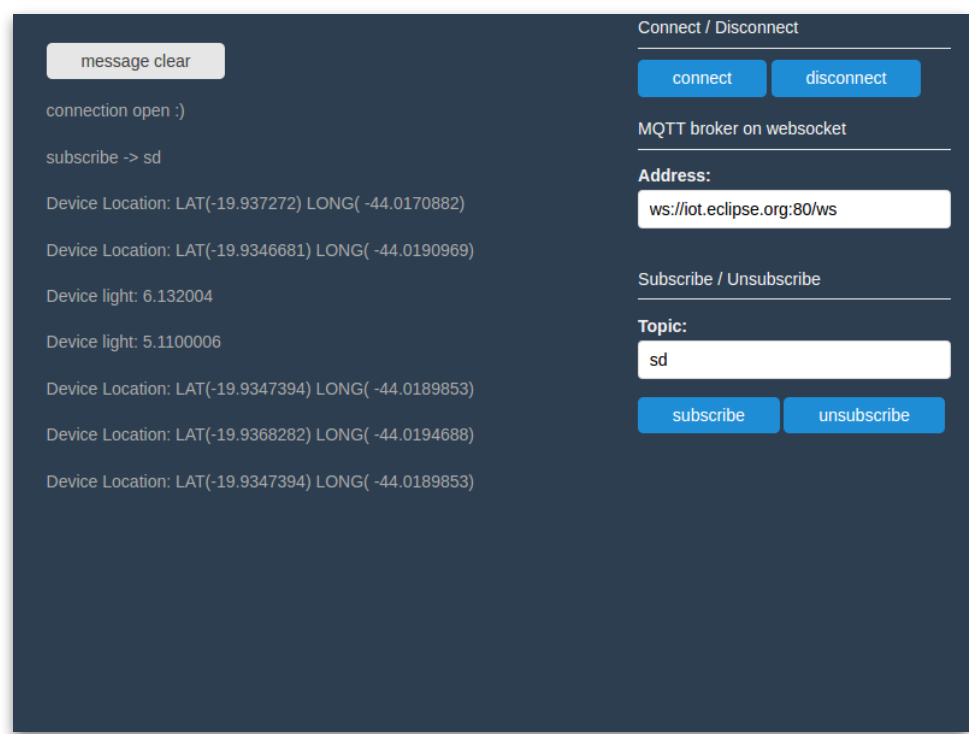 message clear
connection open :)
subscribe -> sd
Device Location: LAT(-19.937272) LONG( -44.0170882)
Device Location: LAT(-19.9346681) LONG( -44.0190969)
Device light: 6.132004
Device light: 5.1100006
Device Location: LAT(-19.9347394) LONG( -44.0189853)
Device Location: LAT(-19.9368282) LONG( -44.0194688)
Device Location: LAT(-19.9347394) LONG( -44.0189853)
Connect / Disconnect
connect disconnect
MQTT broker on websocket
Address:
ws://iot.eclipse.org:80/ws
Subscribe / Unsubscribe
Topic:
sd
subscribe unsubscribe